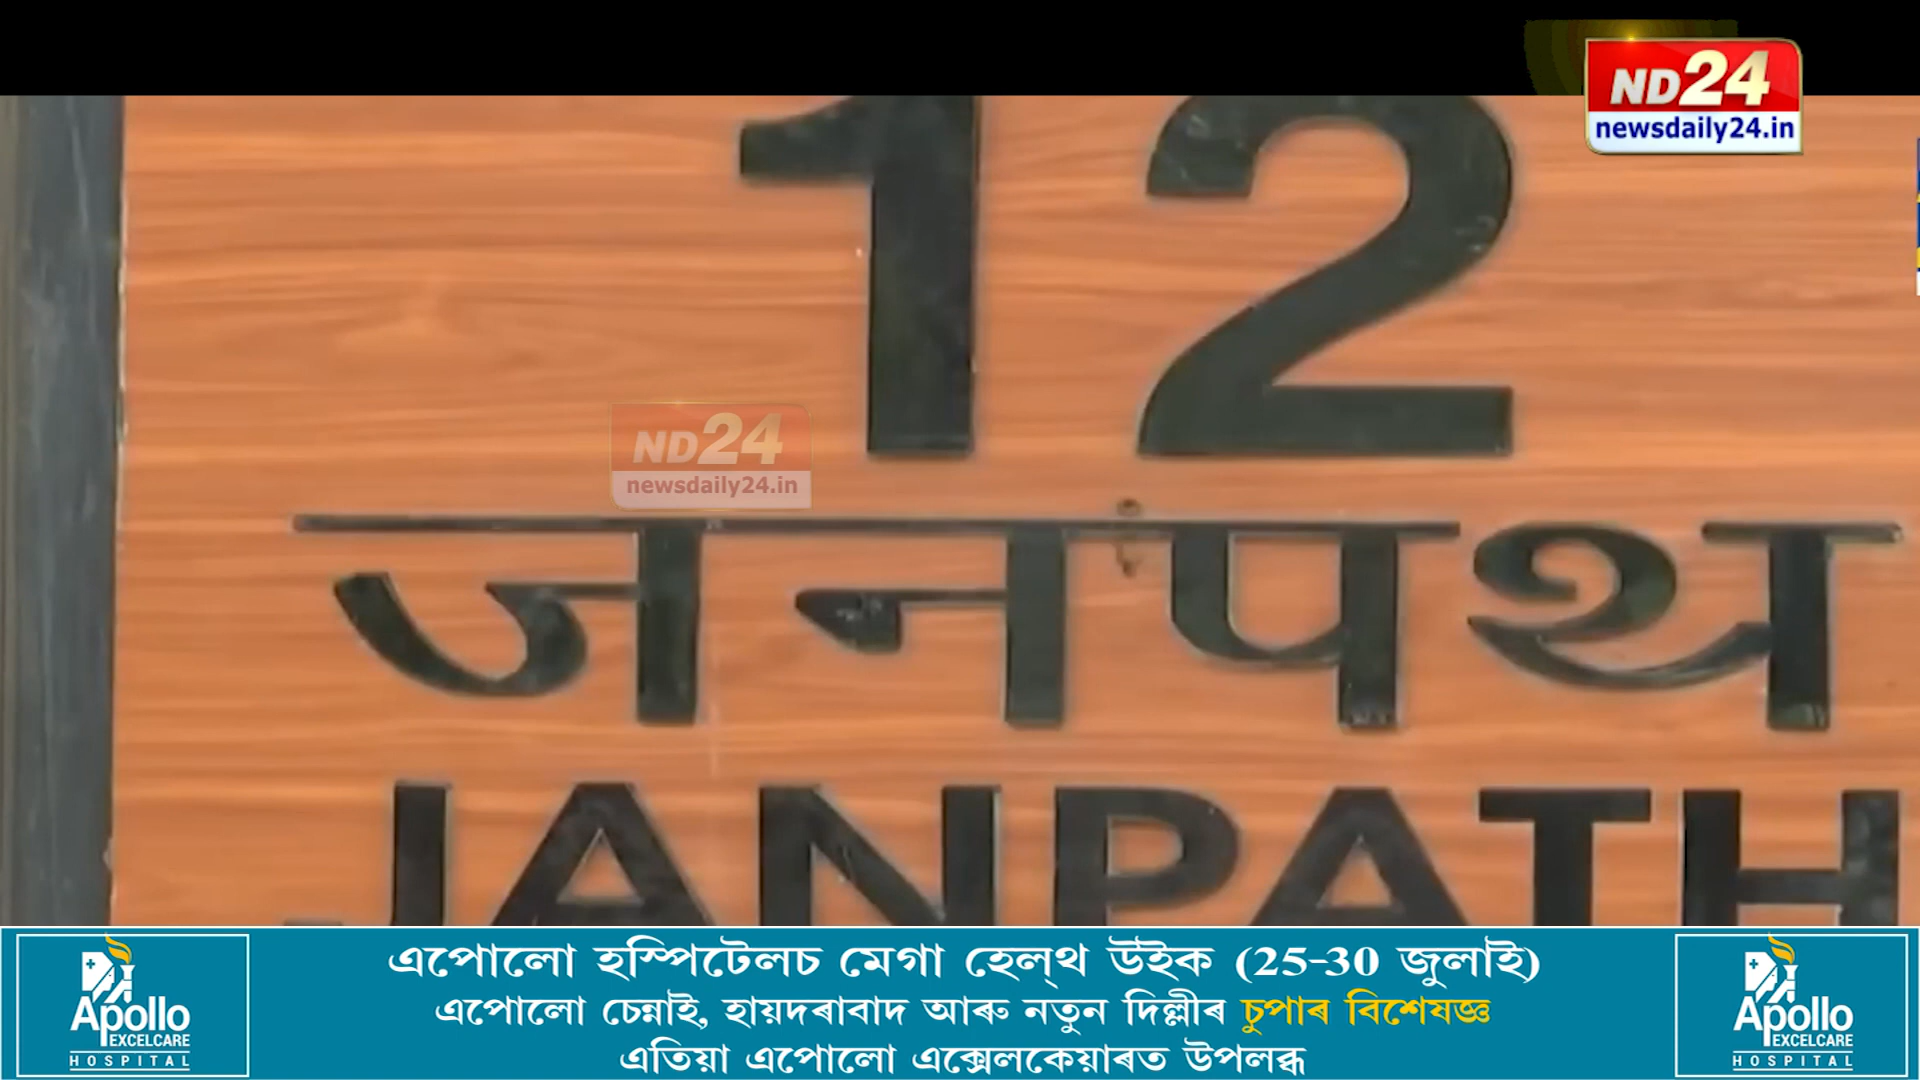 ND24
newsdaily24.in
12
ND24
newsdaily24.in
जनपथ
JANPATH
এপোলো হস্পিটেলচ মেগা হেল্‌থ উইক (25-30 জুলাই)
এপোলো চেন্নাই, হায়দৰাবাদ আৰু নতুন দিল্লীৰ চুপাৰ বিশেষজ্ঞ
এতিয়া এপোলো এক্সেলকেয়াৰত উপলব্ধ
Apollo
EXCELCARE
HOSPITAL
Apollo
EXCELCARE
HOSPITAL